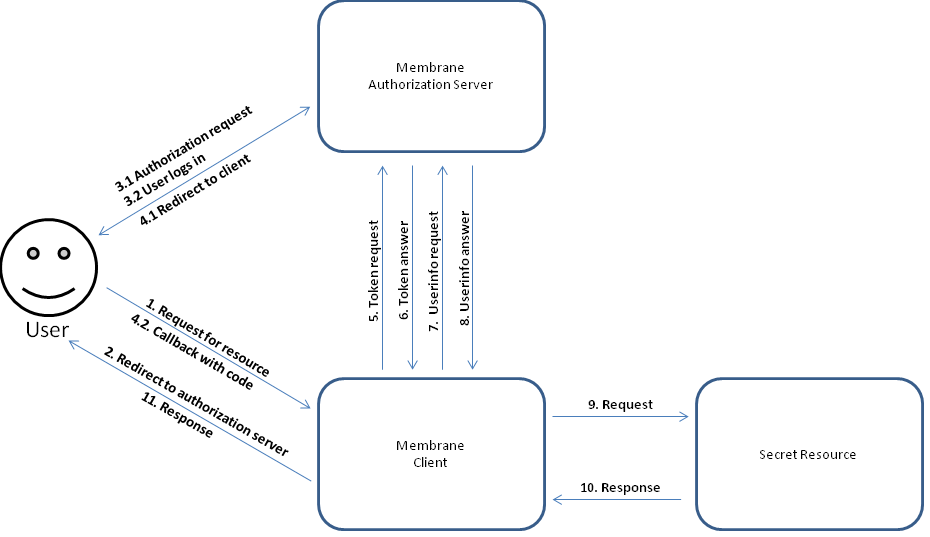 Membrane
Authorization Server
3.1 Authorization request
3.2 User logs in
4.1 Redirect to client
User
1. Request for resource
4.2. Callback with code
2. Redirect to authorization server
11. Response
5. Token request
6. Token answer
7.  Userinfo request
8. Userinfo answer
Membrane
Client
9. Request
10. Response
Secret Resource